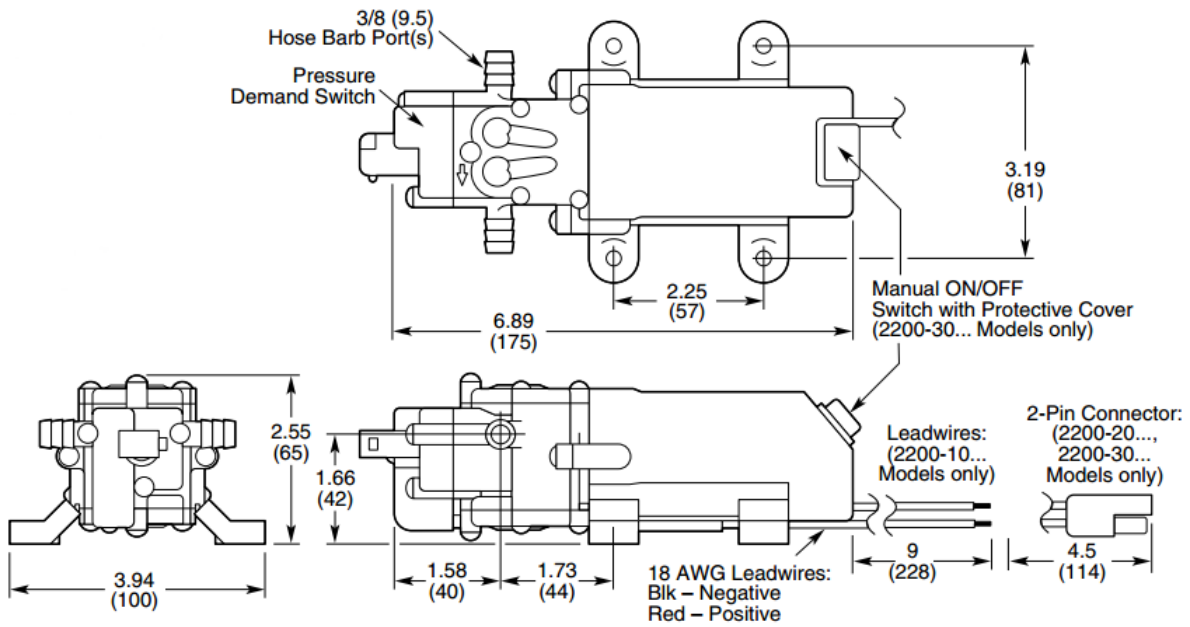 3/8 (9.5)
Hose Barb Port(s)
Pressure
Demand Switch
3.19
(81)
2.25
(57)
6.89
(175)
Manual ON/OFF
Switch with Protective Cover
(2200-30... Models only)
2.55
(65)
1.66
(42)
Leadwires:
(2200-10...
Models only)
2-Pin Connector:
(2200-20...,
2200-30...
Models only)
3.94
(100)
1.58
(40)
1.73
(44)
18 AWG Leadwires:
Blk – Negative
Red – Positive
9
(228)
4.5
(114)